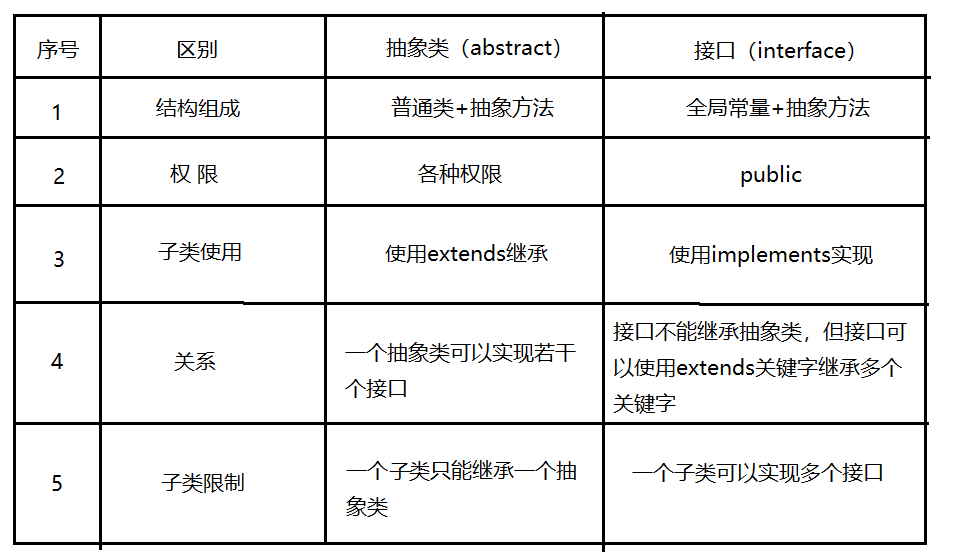 序号 区别 抽象类（abstract） 接口（interface）
1 结构组成 普通类+抽象方法 全局常量+抽象方法
2 权 限 各种权限 public
3 子类使用 使用extends继承 使用implements实现
4 关系 一个抽象类可以实现若干
个接口
接口不能继承抽象类，但接口可
以使用extends关键字继承多个
关键字
5 子类限制 一个子类只能继承一个抽
象类
一个子类可以实现多个接口